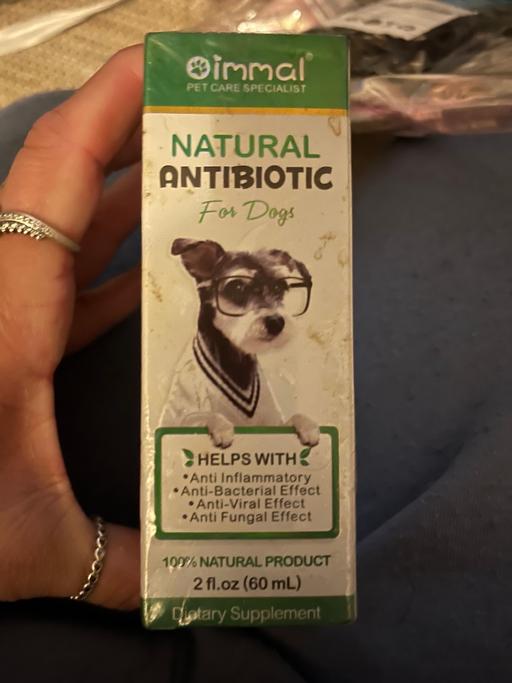 Oimmal®
PET CARE SPECIALIST
NATURAL
ANTIBIOTIC
For Dogs
HELPS WITH
•Anti Inflammatory
•Anti-Bacterial Effect
•Anti-Viral Effect
•Anti Fungal Effect
100% NATURAL PRODUCT
2 fl.oz (60 mL)
Dietary Supplement